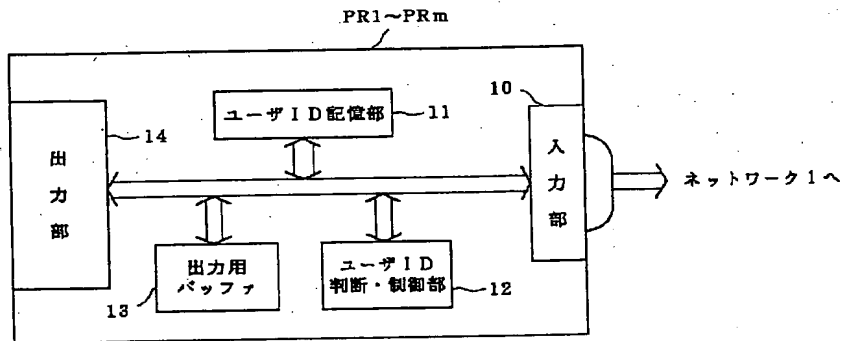 PR1~PRm
10
ユーザID記憶部
11
14
出力部
入力部
ネットワーク1へ
出力用
バッファ
13
ユーザID
判断・制御部
12